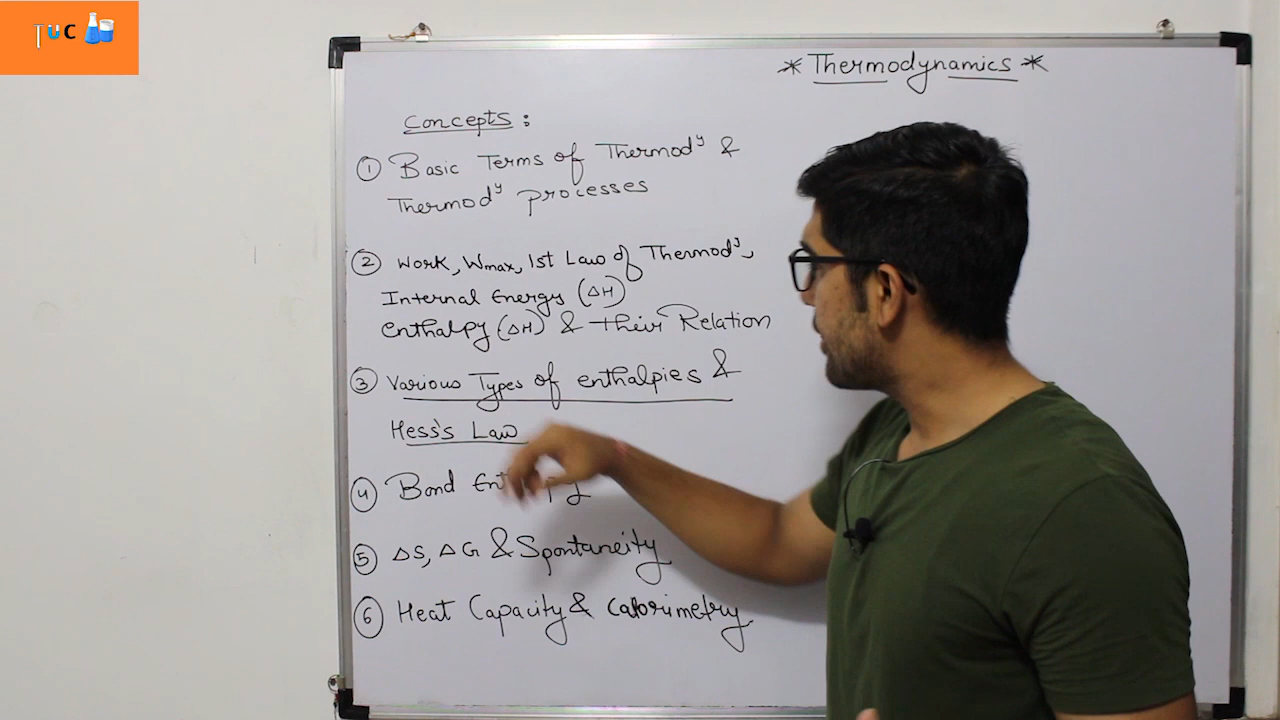 TUC
* Thermodynamics *
Concepts :
① Basic Terms of Thermodʸ &
Thermodʸ processes
② Work, Wmax, 1st Law of Thermodʸ,
Internal Energy (ΔH)
enthalpy (ΔH) & their Relation
③ Various Types of enthalpies &
Hess's Law
④ Bond
⑤ ΔS, ΔG & Spontaneity
⑥ Heat Capacity & calorimetry